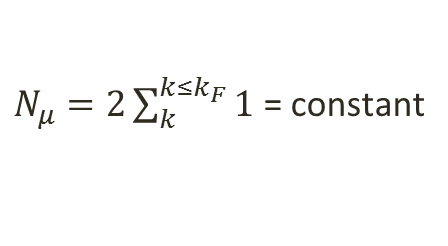 N_μ = 2 ∑_k^{k≤k_F} 1 = constant